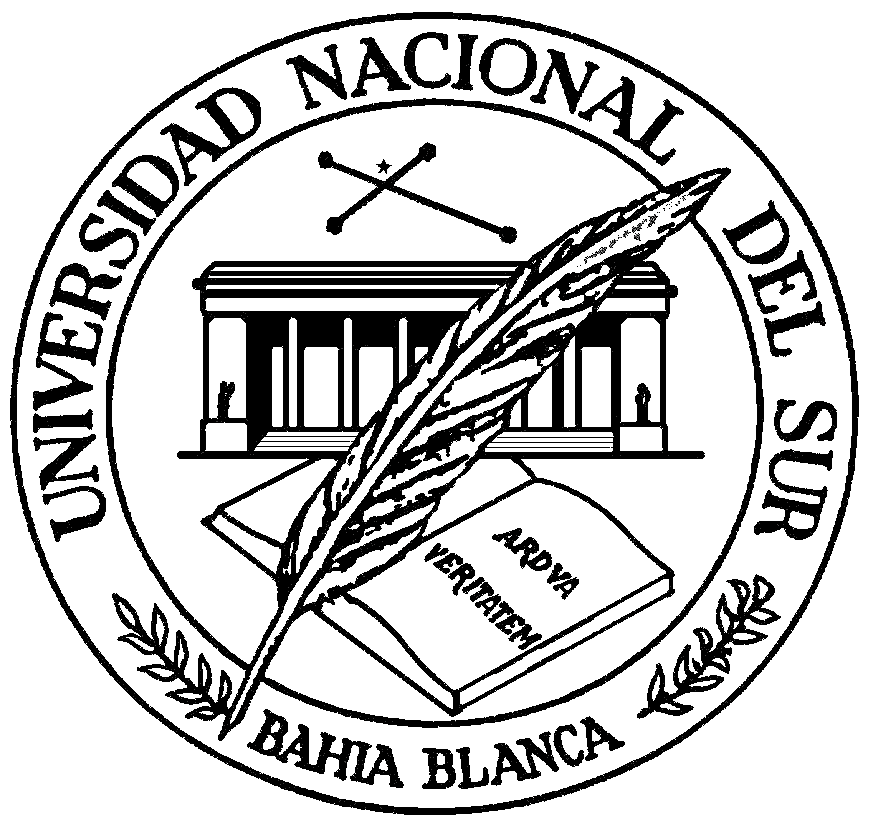 UNIVERSIDAD NACIONAL DEL SUR
ARDVA
VERITATEM
BAHIA BLANCA